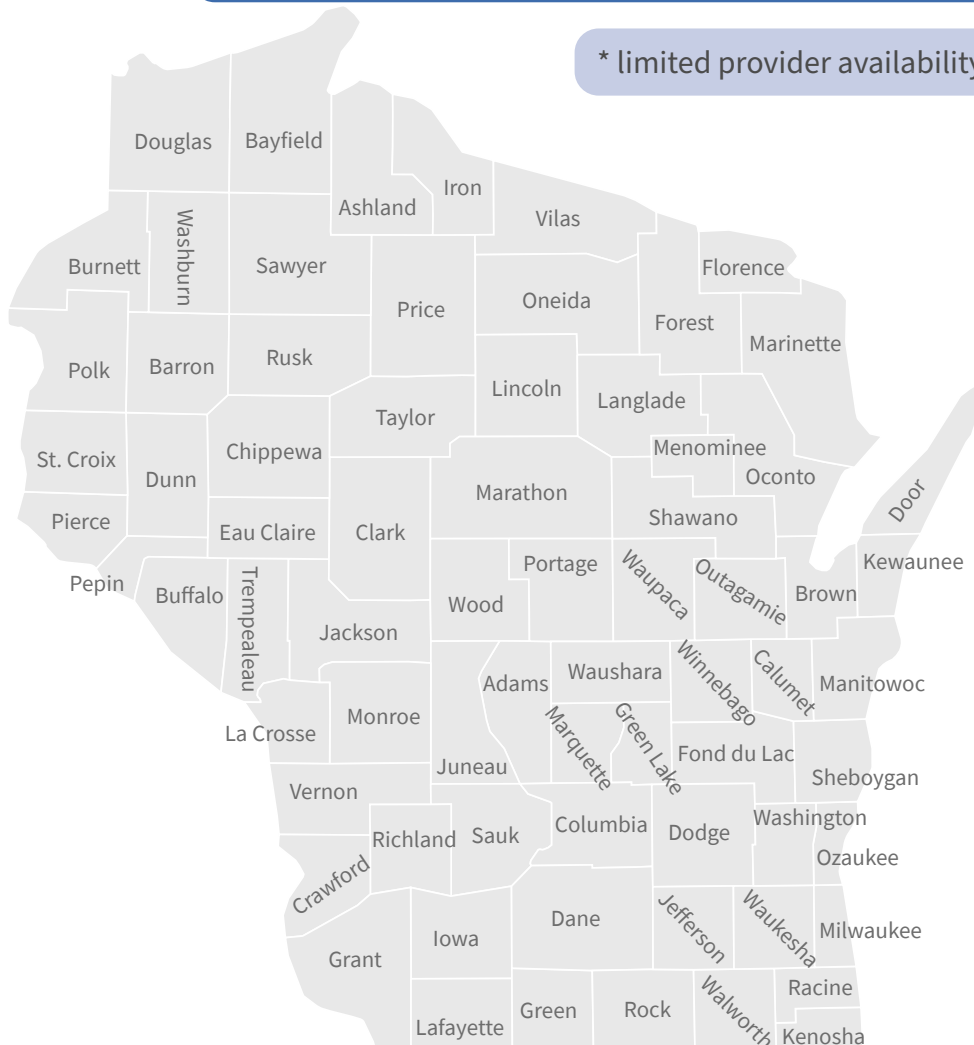 * limited provider availability
Douglas
Bayfield
Iron
Ashland
Vilas
Washburn
Burnett
Sawyer
Florence
Price
Oneida
Forest
Marinette
Polk
Barron
Rusk
Lincoln
Langlade
Taylor
St. Croix
Chippewa
Menominee
Dunn
Oconto
Marathon
Door
Pierce
Eau Claire
Clark
Shawano
Pepin
Buffalo
Trempealeau
Portage
Waupaca
Outagamie
Kewaunee
Brown
Wood
Jackson
Adams
Waushara
Winnebago
Calumet
Manitowoc
La Crosse
Monroe
Marquette
Green Lake
Juneau
Fond du Lac
Sheboygan
Vernon
Richland
Sauk
Columbia
Dodge
Washington
Ozaukee
Crawford
Dane
Jefferson
Waukesha
Milwaukee
Iowa
Grant
Racine
Lafayette
Green
Rock
Walworth
Kenosha